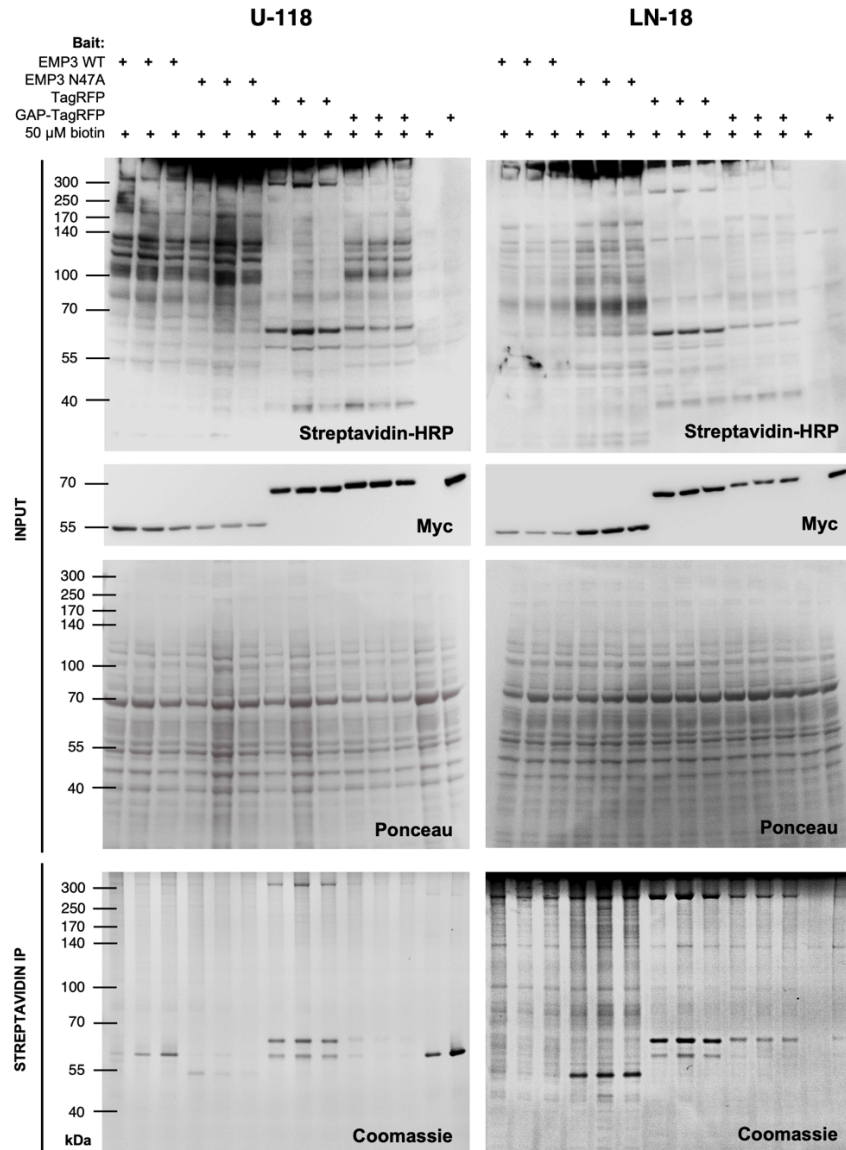 U-118 LN-18
Bait:
EMP3 WT + + + + + +
EMP3 N47A + + + + + +
TagRFP + + + + + +
GAP-TagRFP + + + + + + + +
50 µM biotin + + + + + + + + + + + + + + + + + + + + + + + + + +
INPUT
300
250
170
140
100
70
55
40
Streptavidin-HRP Streptavidin-HRP
70
55
Myc Myc
300
250
170
140
100
70
55
40
Ponceau Ponceau
STREPTAVIDIN IP
300
250
170
140
100
70
55
40
kDa
Coomassie Coomassie